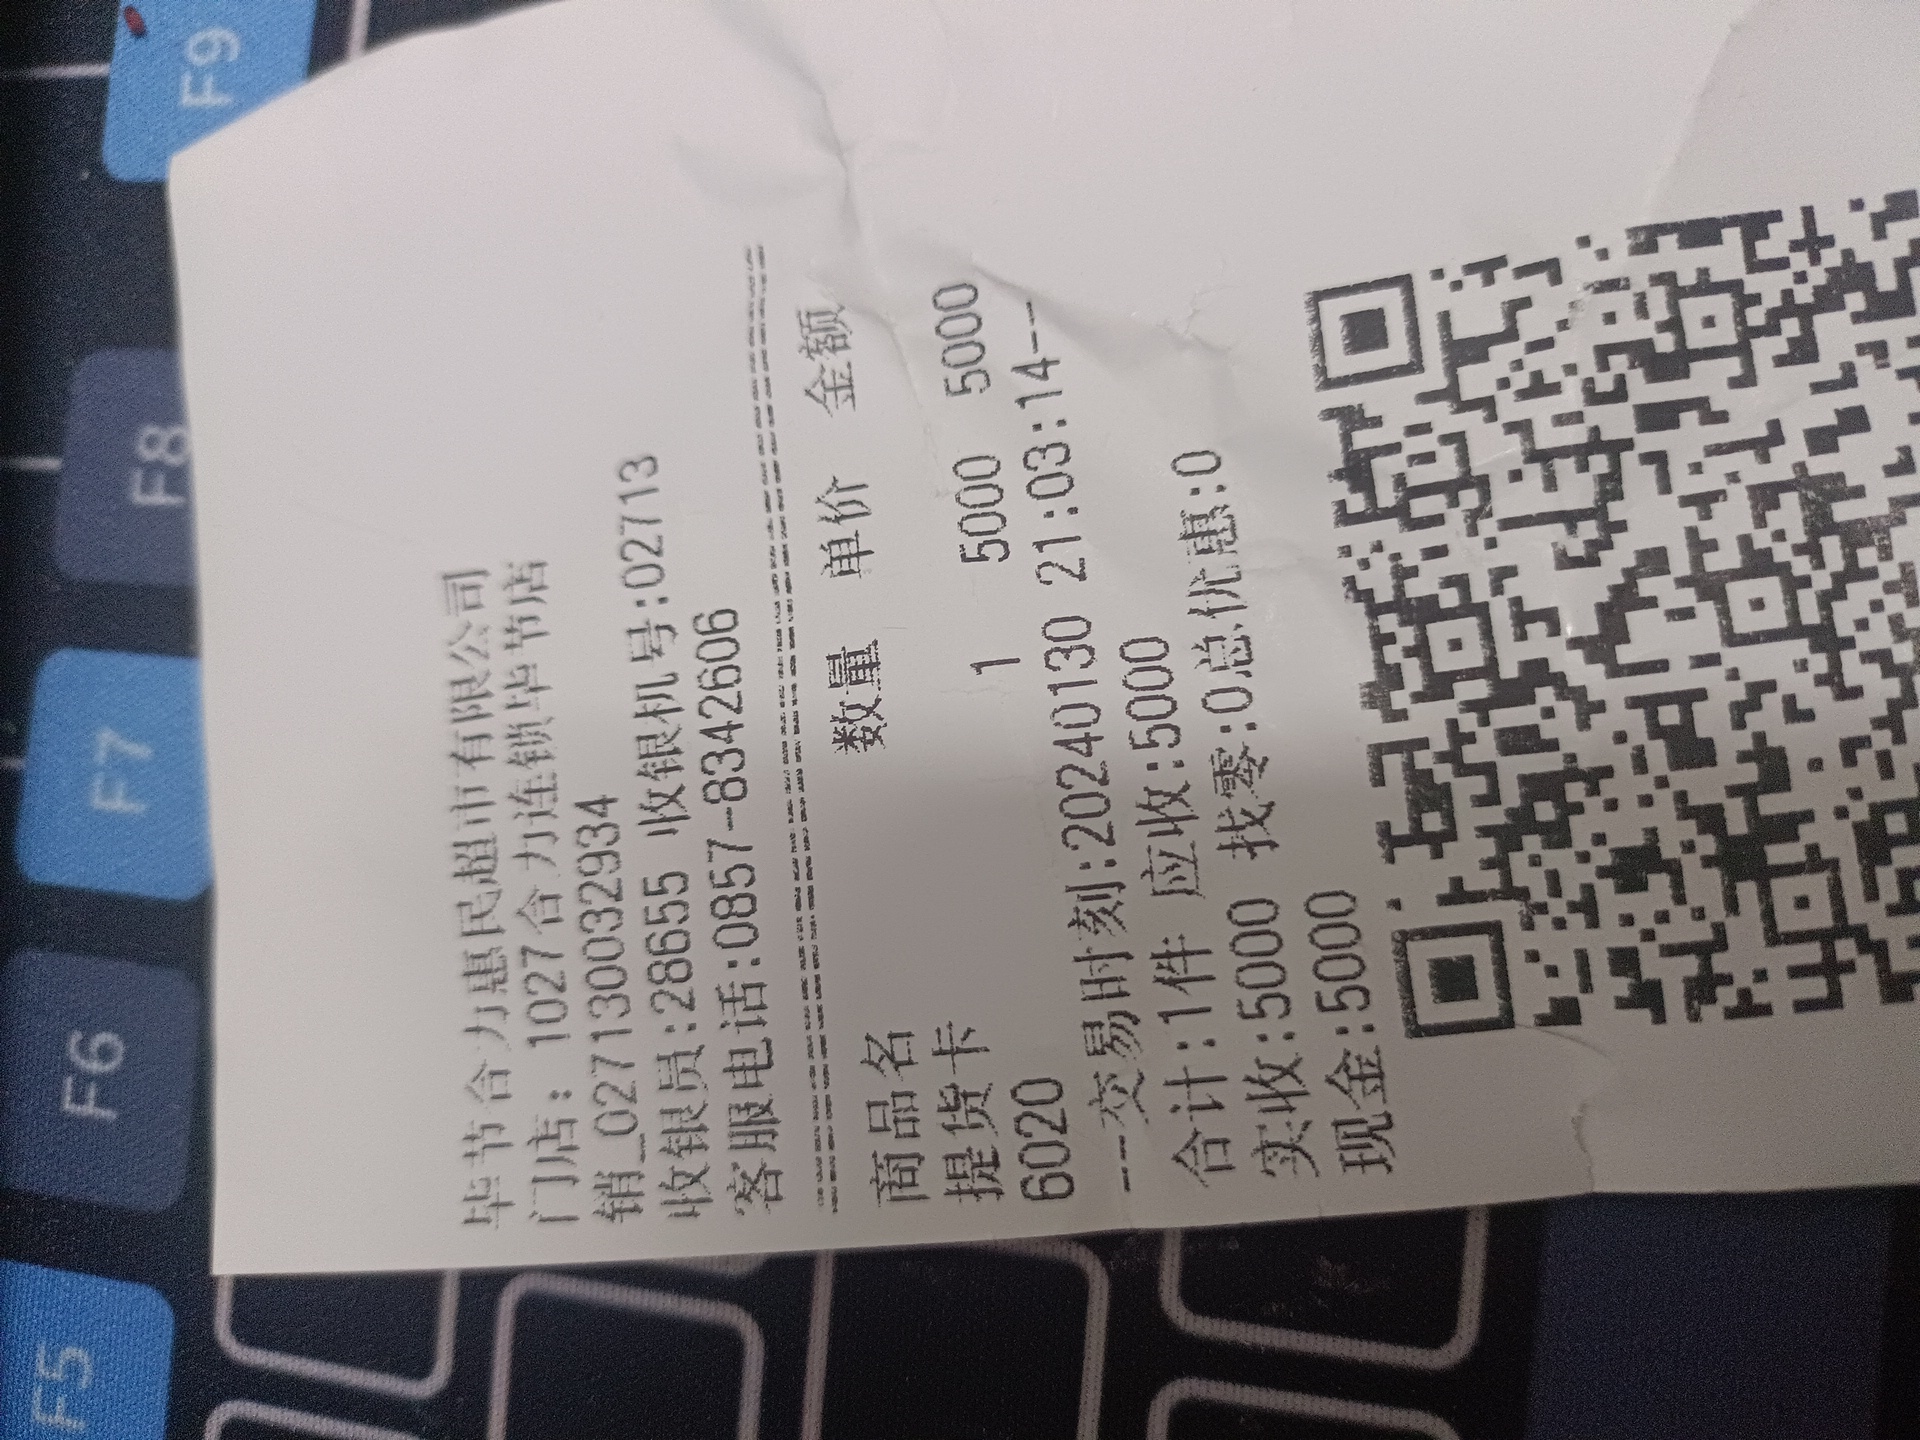 毕节合力惠民超市有限公司
门店: 1027合力连锁毕节店
销_0271300032934
收银员:28655 收银机号:02713
客服电话:0857-8342606
商品名 数量 单价 金额
提货卡 1 5000 5000
6020
--交易时刻:20240130 21:03:14--
合计:1件 应收:5000
实收:5000 找零:0总优惠:0
现金:5000
F9
F8
F7
F6
F5